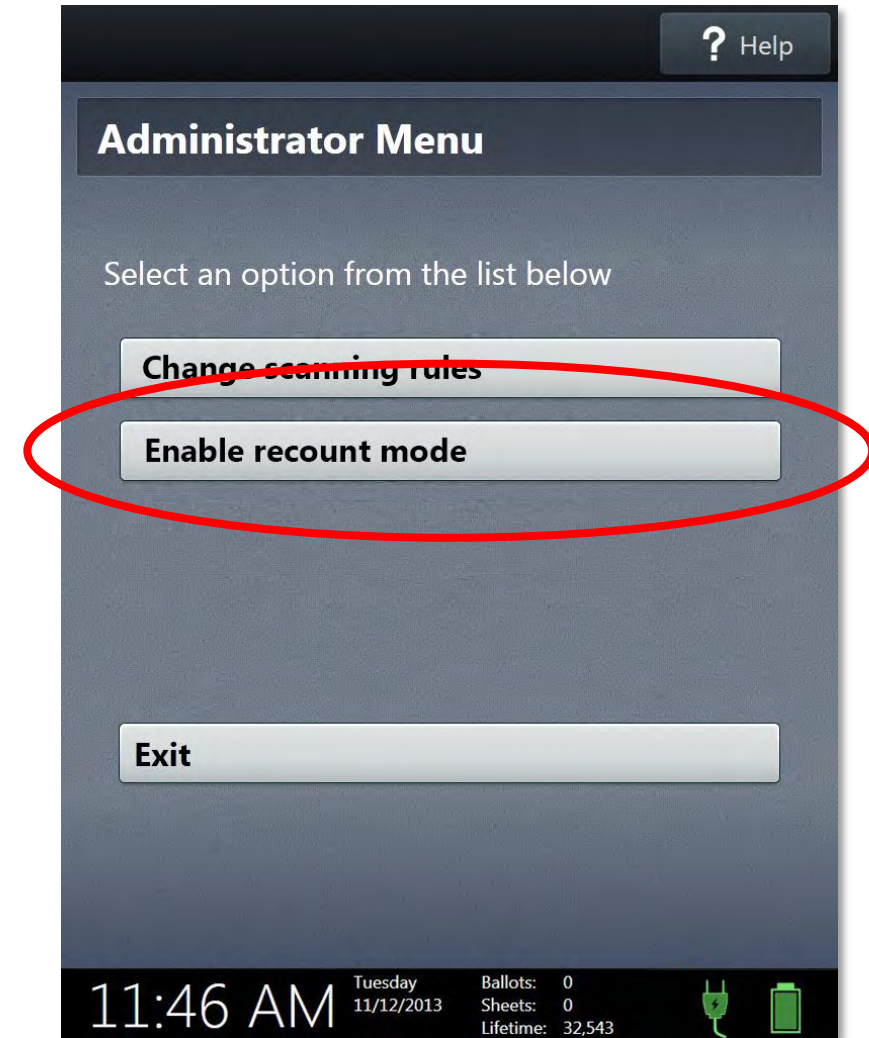 ? Help
Administrator Menu
Select an option from the list below
Change scanning rules
Enable recount mode
Exit
11:46 AM
Tuesday
11/12/2013
Ballots: 0
Sheets: 0
Lifetime: 32,543